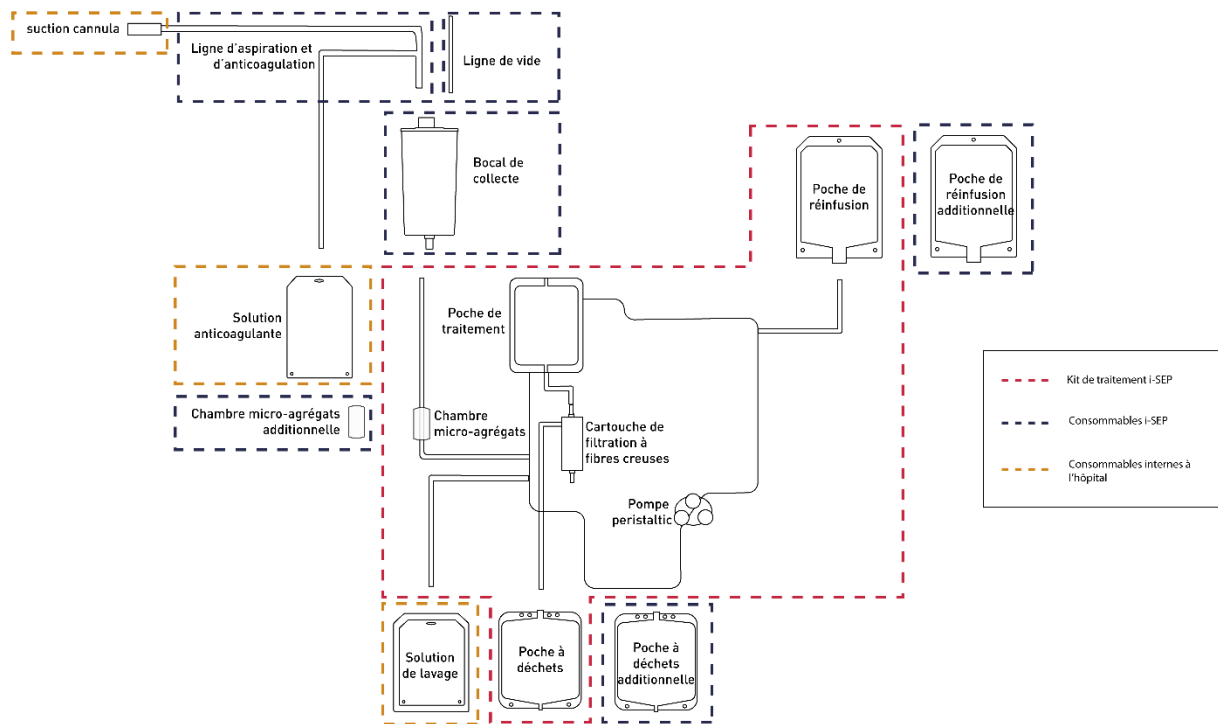 suction cannula
Ligne d'aspiration et
d'anticoagulation
Ligne de vide
Bocal de
collecte
Poche de
réinfusion
Poche de
réinfusion
additionnelle
Solution
anticoagulante
Poche de
traitement
Chambre micro-agrégats
additionnelle
Chambre
micro-agrégats
Cartouche de
filtration à
fibres creuses
Pompe
peristaltic
Kit de traitement i-SEP
Consommables i-SEP
Consommables internes à
l'hôpital
Solution
de lavage
Poche à
déchets
Poche à
déchets
additionnelle